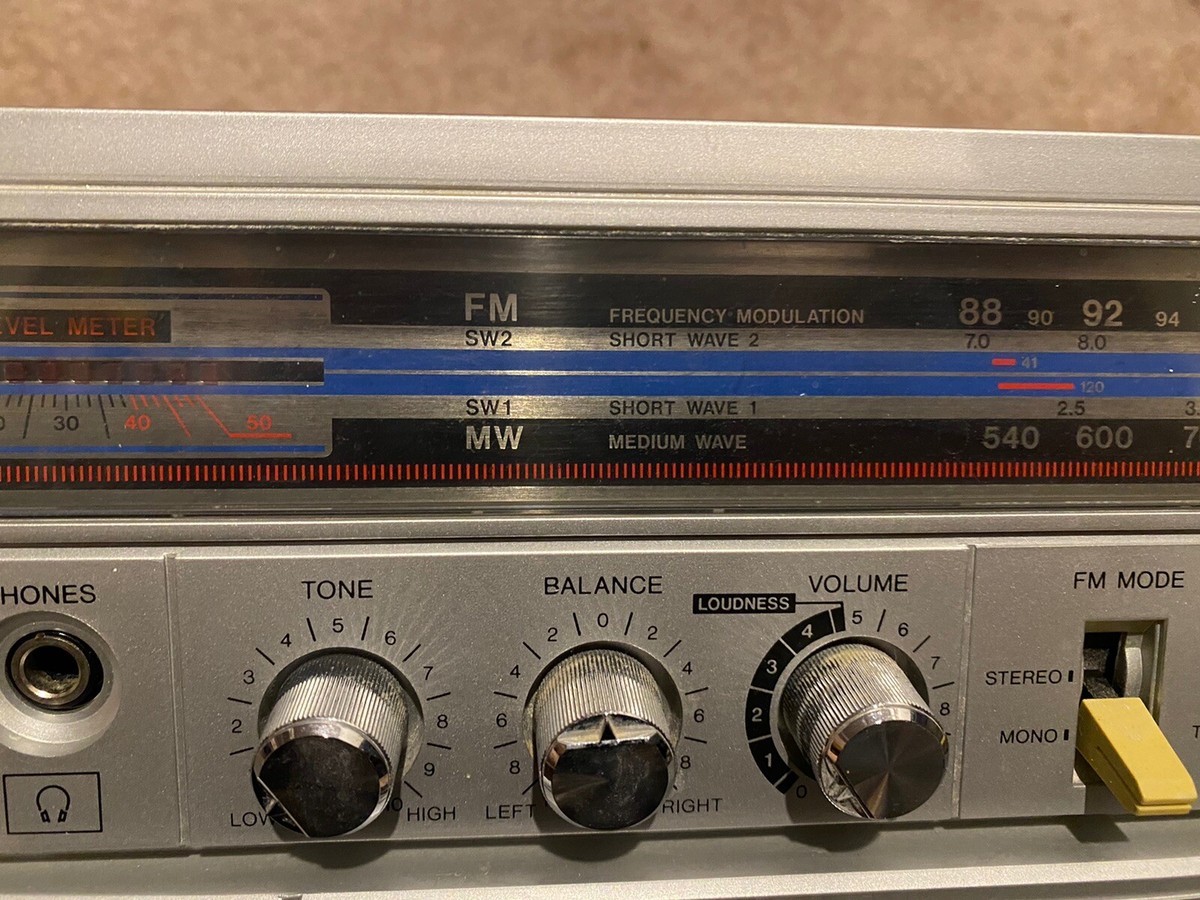 EVEL METER
30 40 50
FM FREQUENCY MODULATION 88 90 92 94
SW2 SHORT WAVE 2 7.0 8.0
41
120
SW1 SHORT WAVE 1 2.5 3
MW MEDIUM WAVE 540 600 7
HONES
TONE
2 3 4 5 6 7 8 9
LOW HIGH
BALANCE
8 6 4 2 0 2 4 6 8
LEFT RIGHT
VOLUME
LOUDNESS
0 1 2 3 4 5 6 7 8
FM MODE
STEREO
MONO